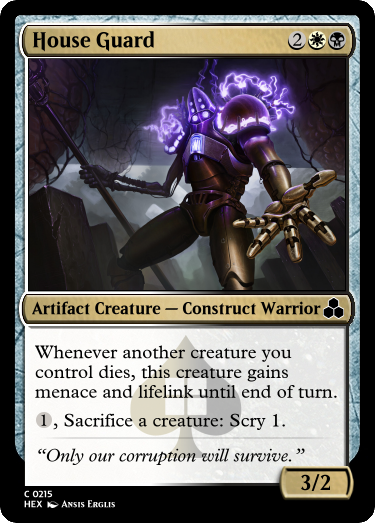 House Guard 2
Artifact Creature — Construct Warrior
Whenever another creature you
control dies, this creature gains
menace and lifelink until end of turn.
1, Sacrifice a creature: Scry 1.
“Only our corruption will survive.”
3/2
C 0215
HEX Ansis Erglis